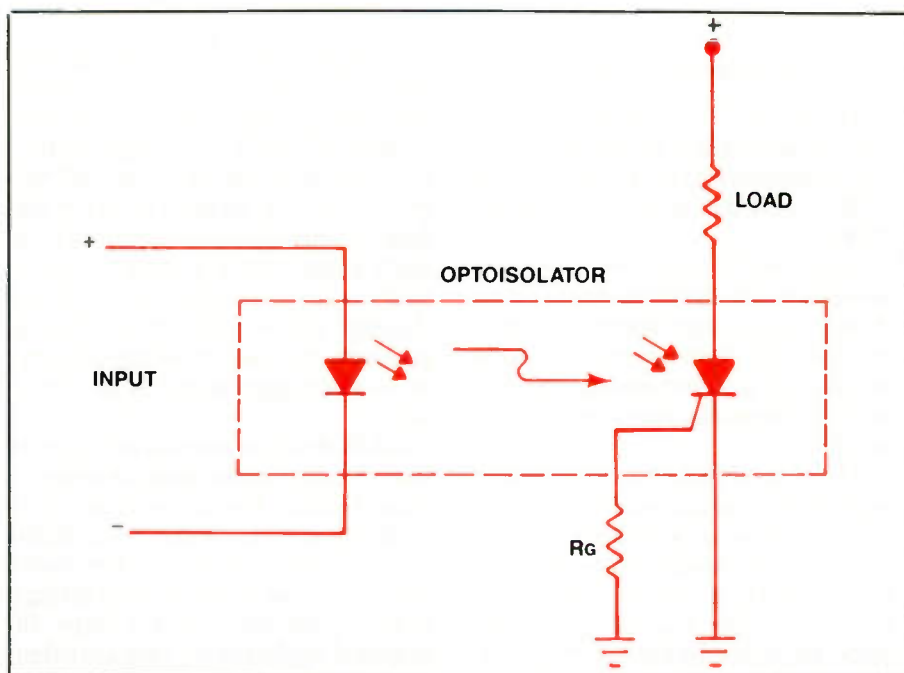 +
-
LOAD
+
OPTOISOLATOR
INPUT
-
RG